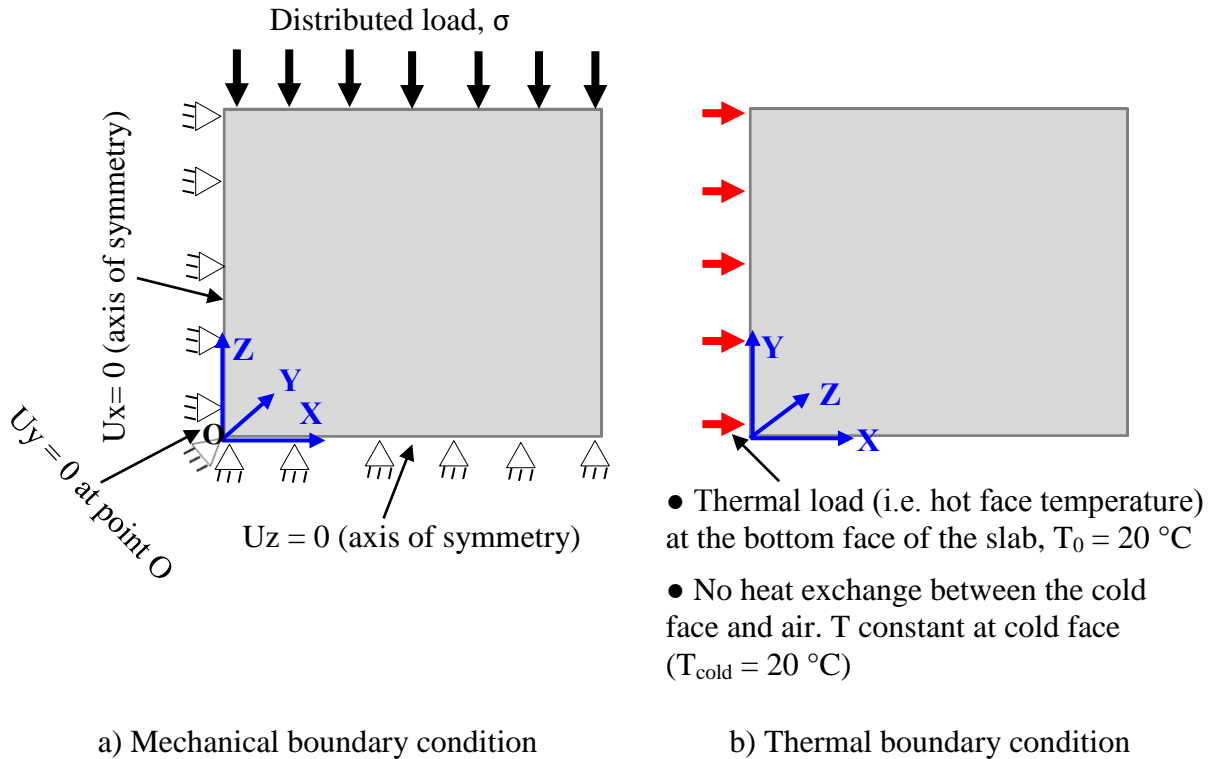 Distributed load, σ
Ux= 0 (axis of symmetry)
Z
Y
X
O
Uy = 0 at point O
Uz = 0 (axis of symmetry)
Y
Z
X
● Thermal load (i.e. hot face temperature)
at the bottom face of the slab, T₀ = 20 °C
● No heat exchange between the cold
face and air. T constant at cold face
(Tcold = 20 °C)
a) Mechanical boundary condition
b) Thermal boundary condition